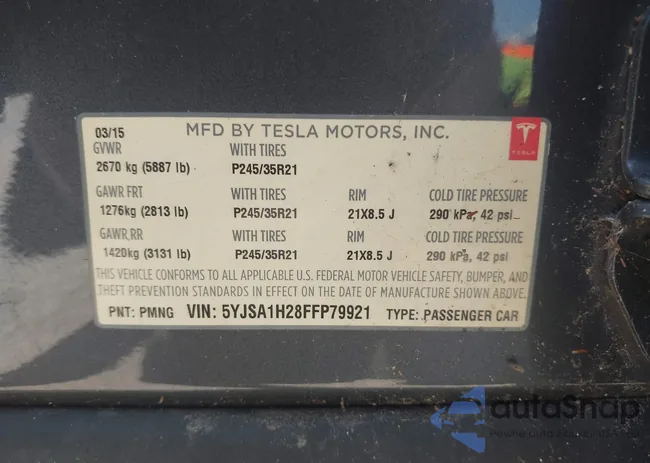 03/15 MFD BY TESLA MOTORS, INC.
TESLA
GVWR WITH TIRES
2670 kg (5887 lb) P245/35R21
GAWR FRT WITH TIRES RIM COLD TIRE PRESSURE
1276kg (2813 lb) P245/35R21 21X8.5 J 290 kPa, 42 psi
GAWR RR WITH TIRES RIM COLD TIRE PRESSURE
1420kg (3131 lb) P245/35R21 21X8.5 J 290 kPa, 42 psi
THIS VEHICLE CONFORMS TO ALL APPLICABLE U.S. FEDERAL MOTOR VEHICLE SAFETY, BUMPER, AND
THEFT PREVENTION STANDARDS IN EFFECT ON THE DATE OF MANUFACTURE SHOWN ABOVE.
PNT: PMNG VIN: 5YJSA1H28FFP79921 TYPE: PASSENGER CAR
autoSnap